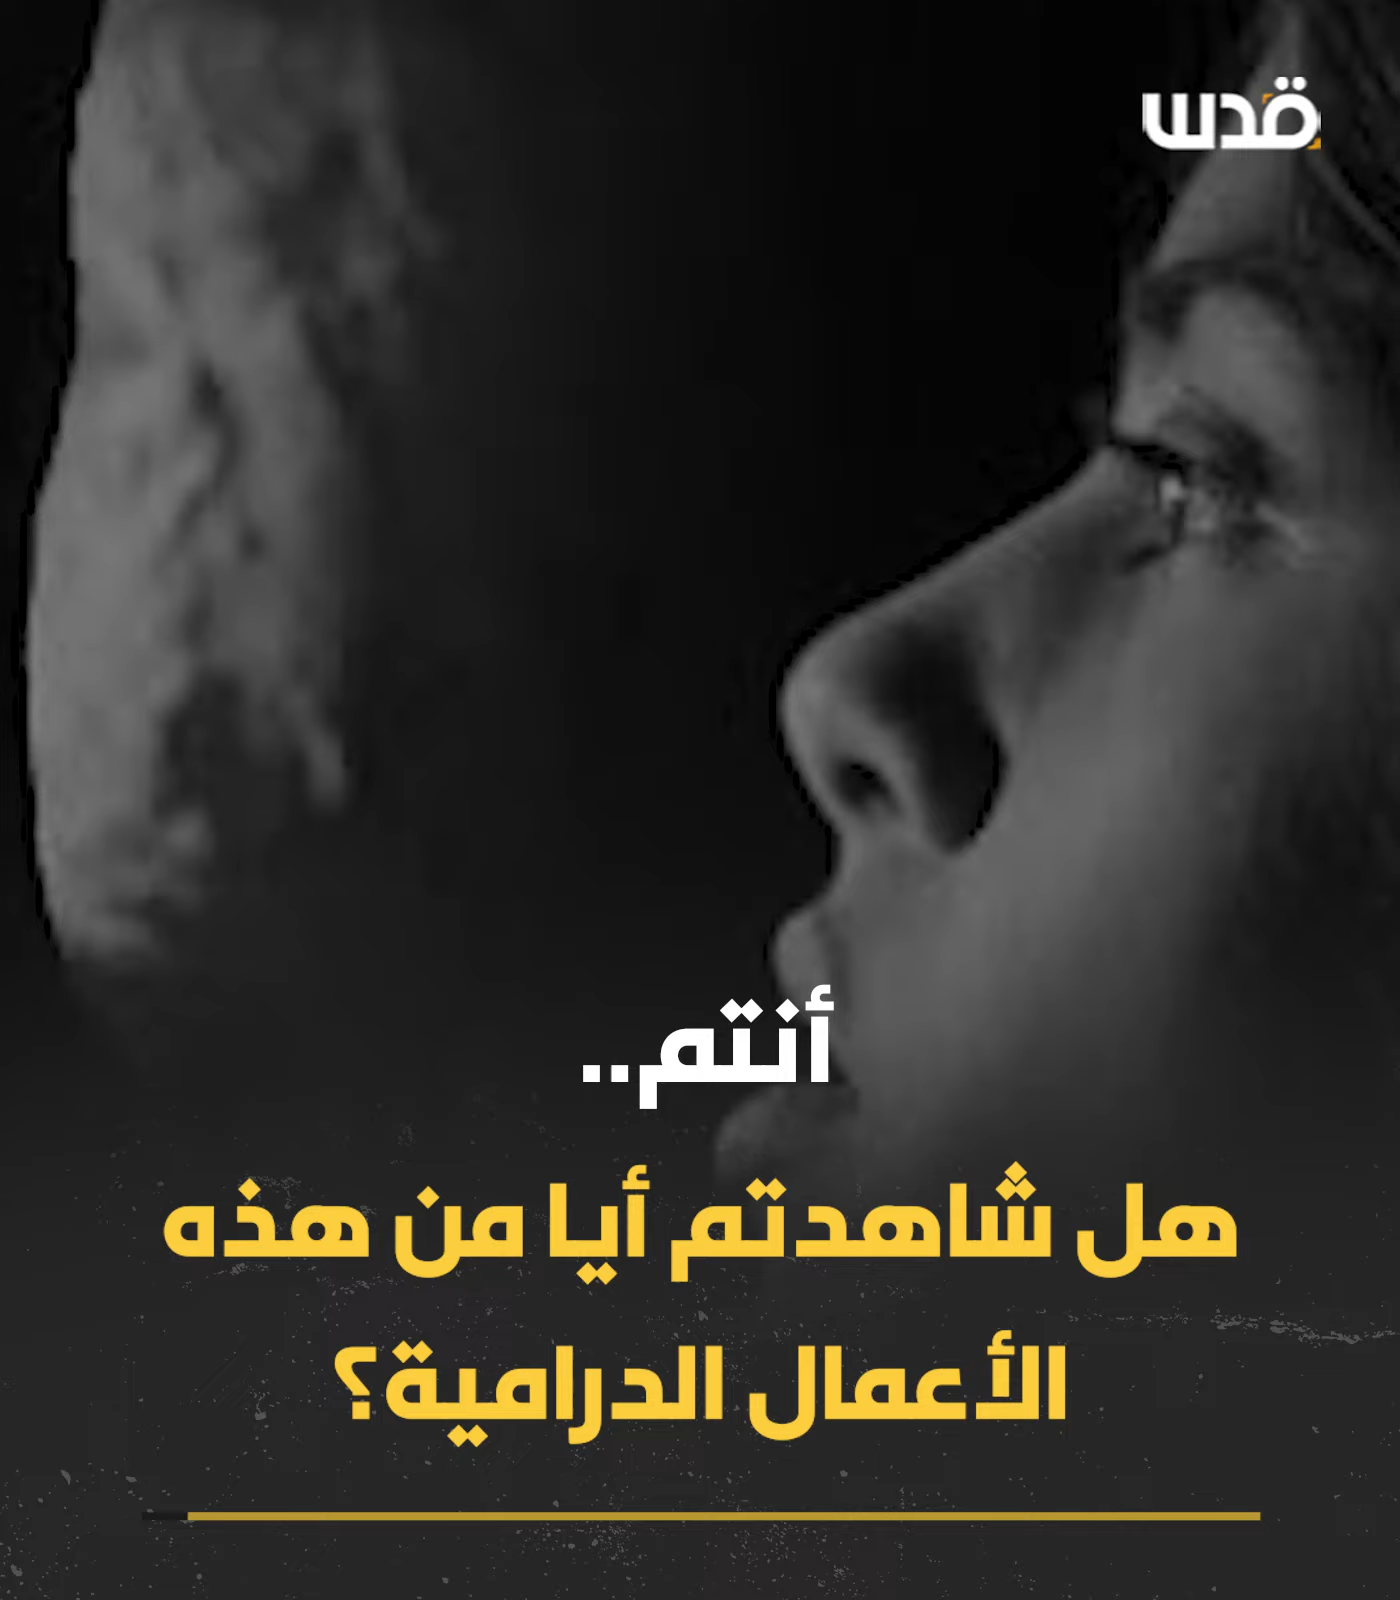 قدس
أنتم..
هل شاهدتم أيا من هذه
الأعمال الدرامية؟